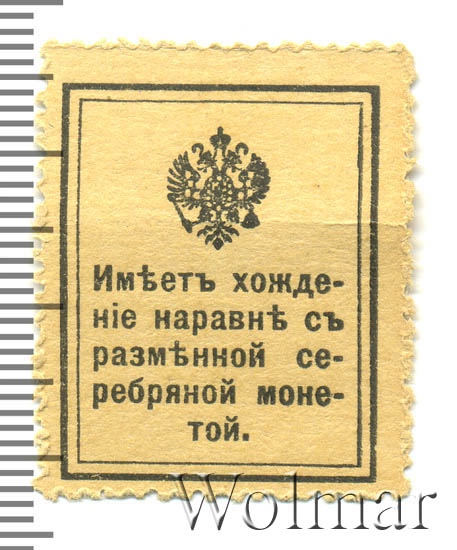 Имѣетъ хожде-
ніе наравнѣ съ
размѣнной се-
ребряной моне-
той.
Wolmar